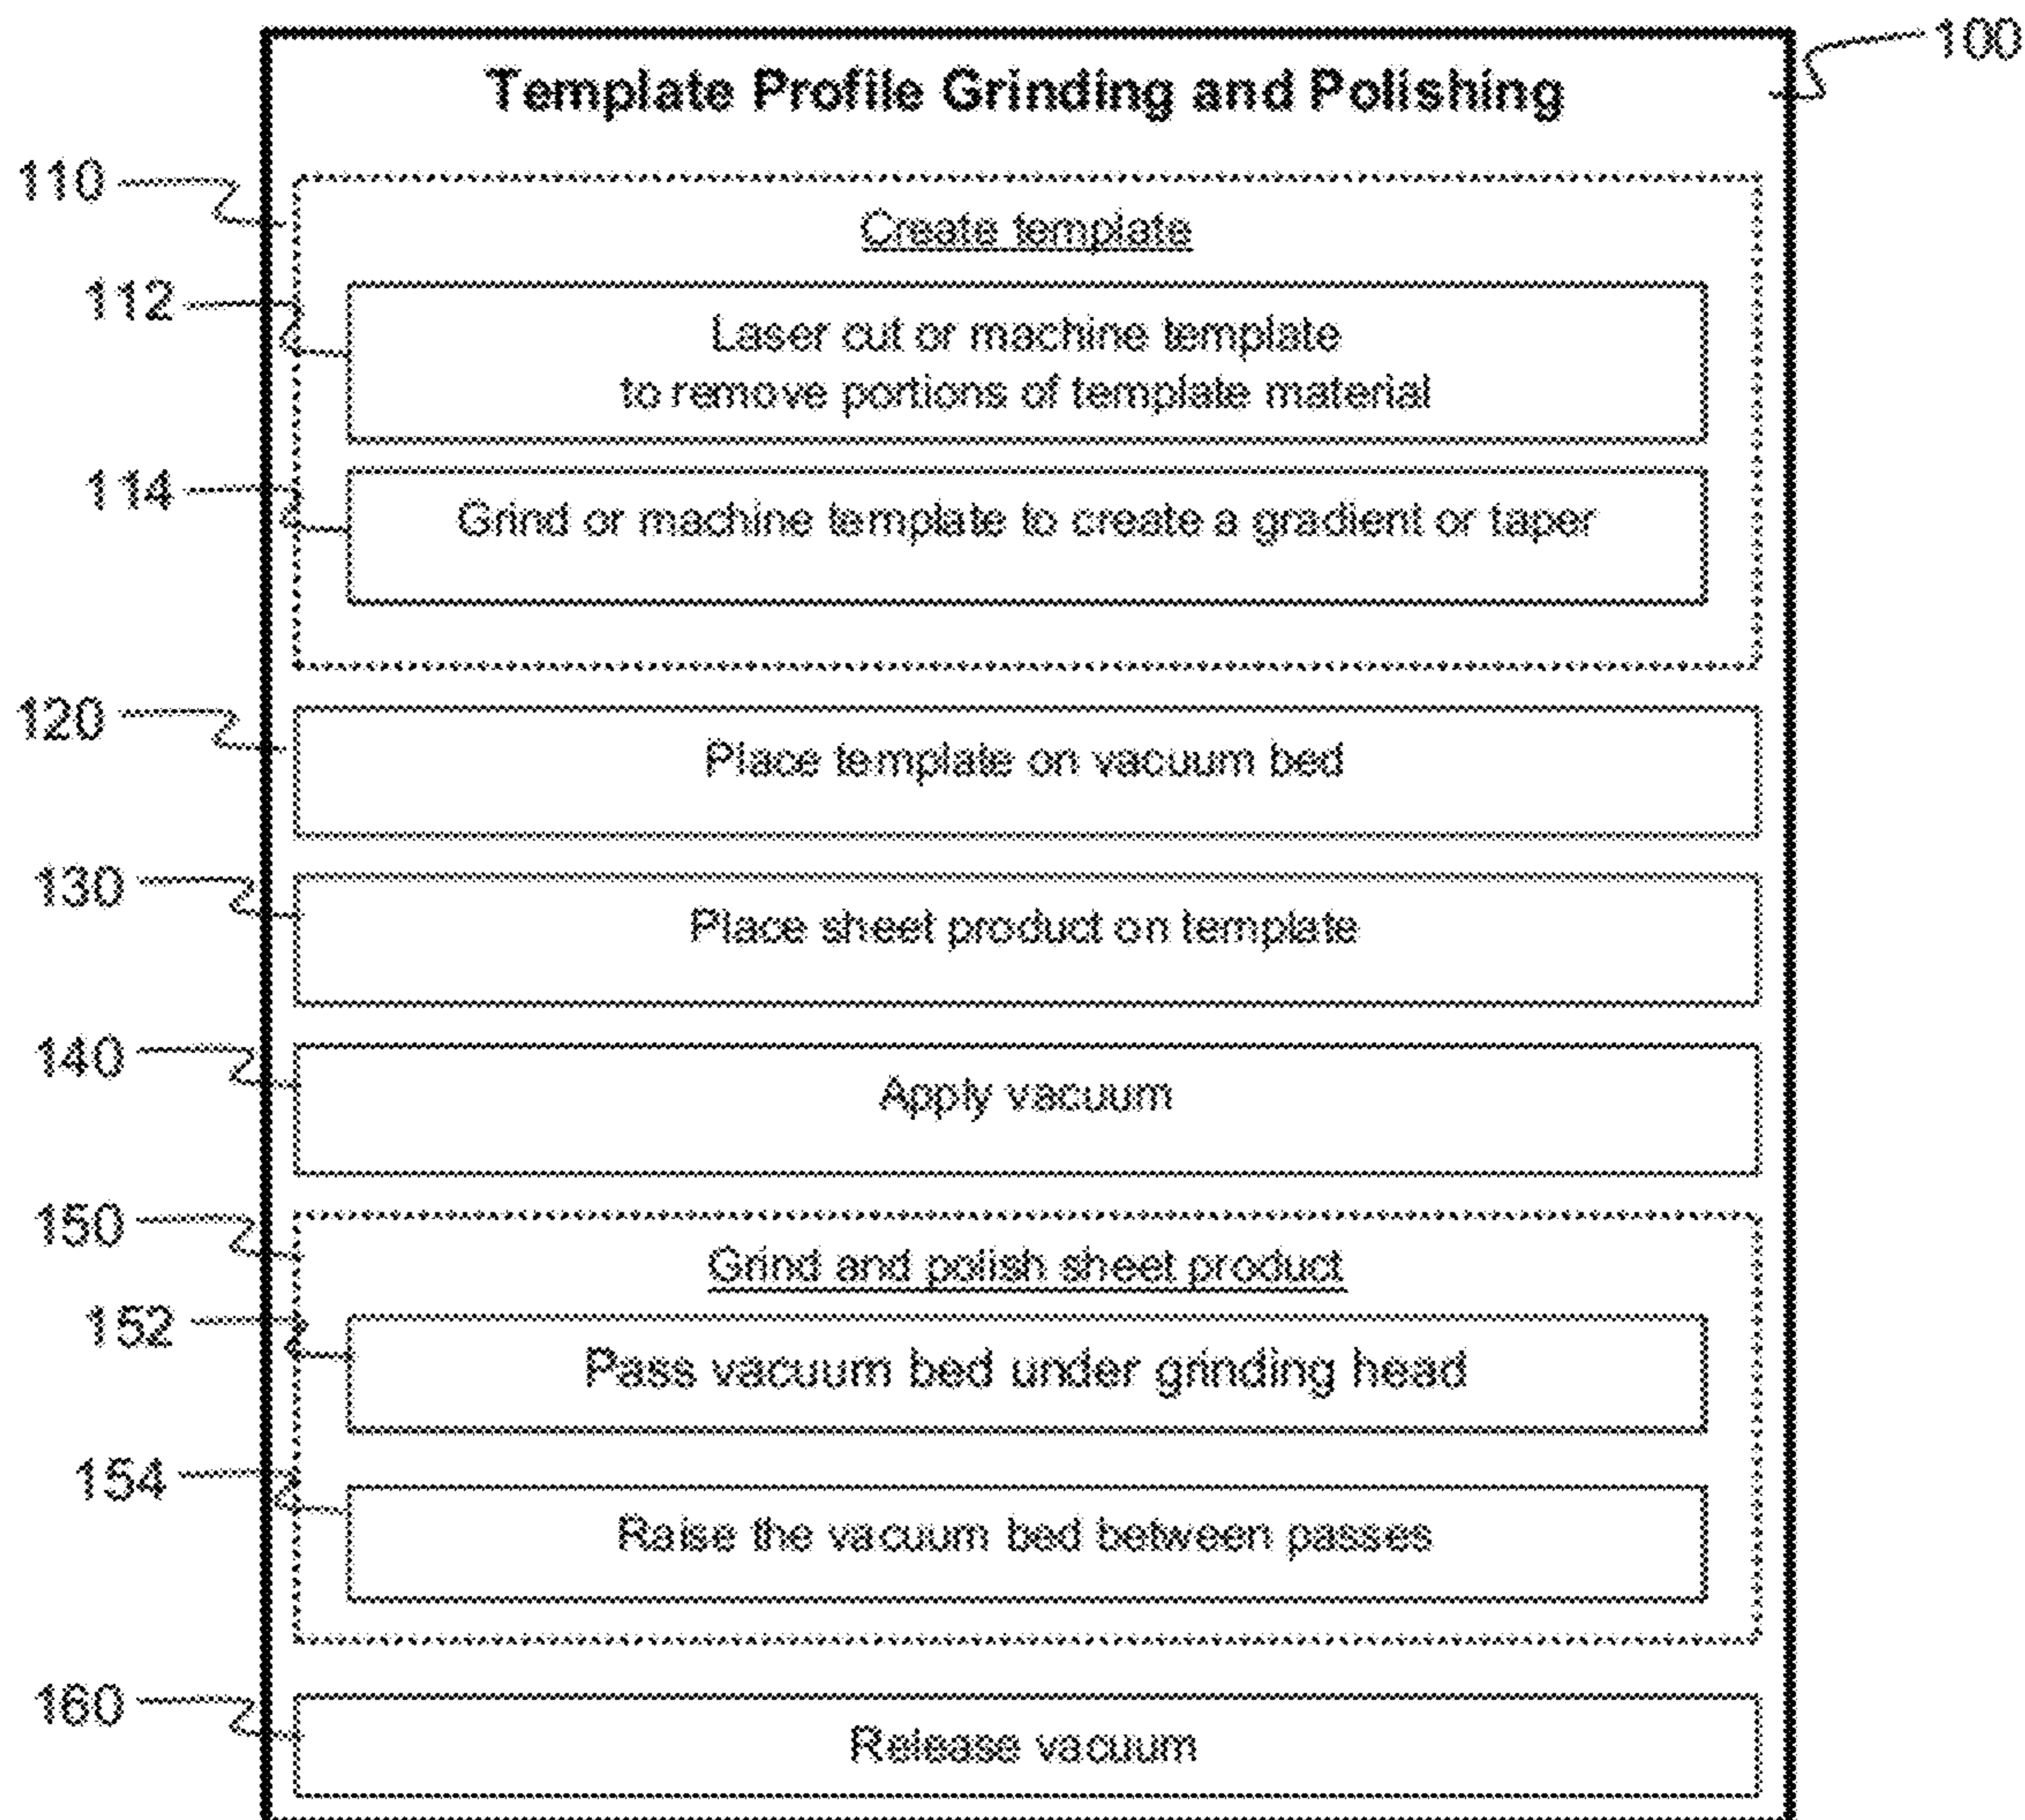 100
Template Profile Grinding and Polishing
110
Create template
112
Laser cut or machine template
to remove portions of template material
114
Grind or machine template to create a gradient or taper
120
Place template on vacuum bed
130
Place sheet product on template
140
Apply vacuum
150
Grind and polish sheet product
152
Pass vacuum bed under grinding head
154
Raise the vacuum bed between passes
160
Release vacuum